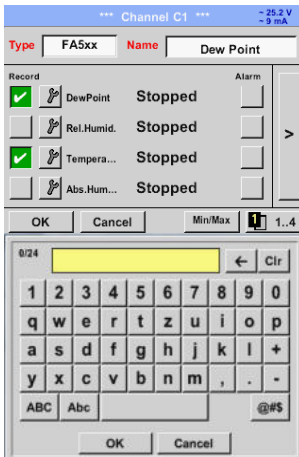 *** Channel C1 *** ~ 25.2 V
~ 9 mA
Type FA5xx Name Dew Point
Record Alarm
DewPoint Stopped
Rel.Humid. Stopped
>
Tempera... Stopped
Abs.Hum... Stopped
OK Cancel Min/Max 1 1..4
0/24 ← Clr
1 2 3 4 5 6 7 8 9 0
q w e r t z u i o p
a s d f g h j k l +
y x c v b n m , . -
ABC Abc @#$
OK Cancel